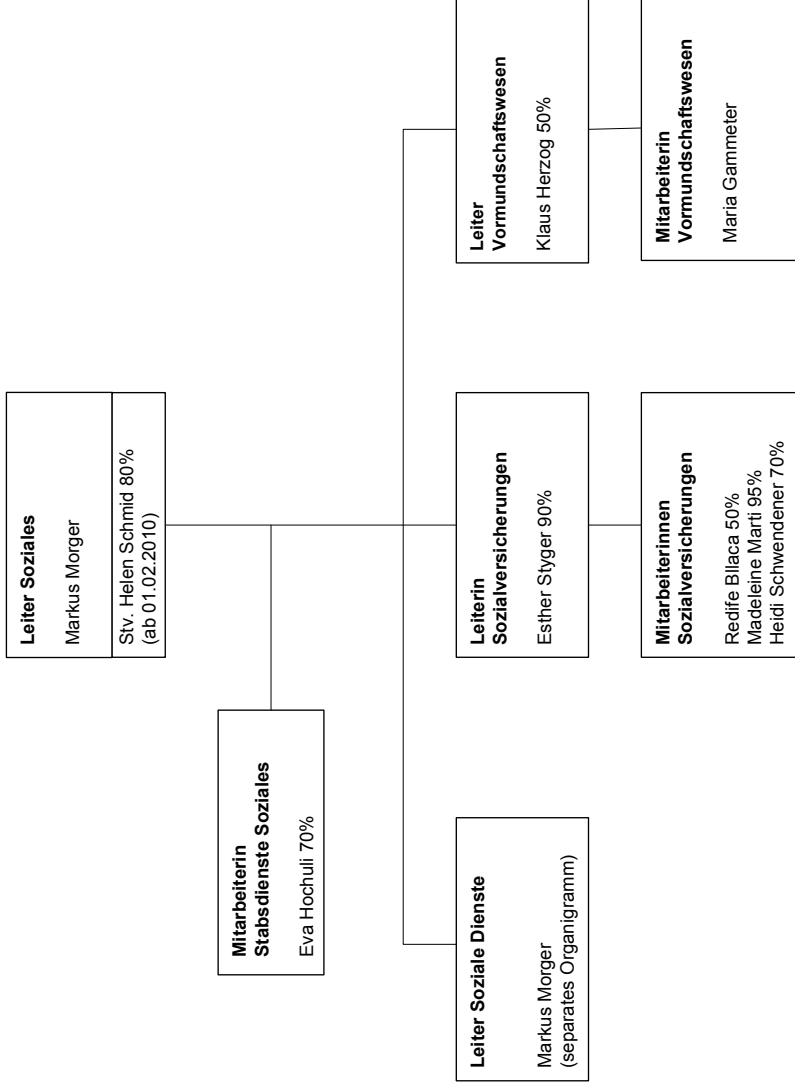 Leiter Soziales
Markus Morger
Stv. Helen Schmid 80%
(ab 01.02.2010)
Mitarbeiterin
Stabsdienste Soziales
Eva Hochuli 70%
Leiter Soziale Dienste
Markus Morger
(separates Organigramm)
Leiterin
Sozialversicherungen
Esther Styger 90%
Leiter
Vormundschaftswesen
Klaus Herzog 50%
Mitarbeiterinnen
Sozialversicherungen
Redife Bllaca 50%
Madeleine Marti 95%
Heidi Schwendener 70%
Mitarbeiterin
Vormundschaftswesen
Maria Gammeter